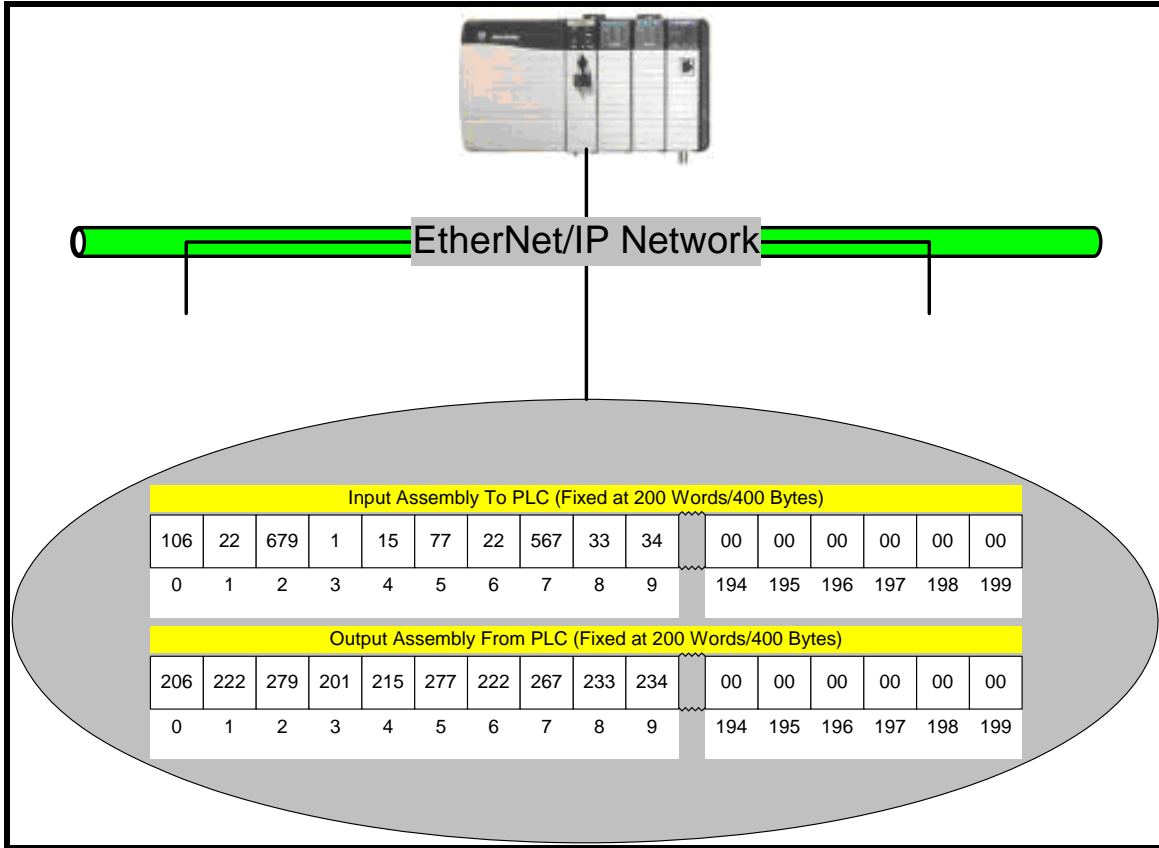 EtherNet/IP Network
Input Assembly To PLC (Fixed at 200 Words/400 Bytes)
106 22 679 1 15 77 22 567 33 34 00 00 00 00 00 00
0 1 2 3 4 5 6 7 8 9 194 195 196 197 198 199
Output Assembly From PLC (Fixed at 200 Words/400 Bytes)
206 222 279 201 215 277 222 267 233 234 00 00 00 00 00 00
0 1 2 3 4 5 6 7 8 9 194 195 196 197 198 199